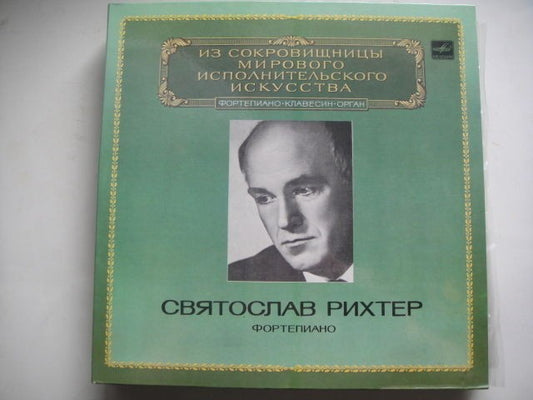 ИЗ СОКРОВИЩНИЦЫ
МИРОВОГО
ИСПОЛНИТЕЛЬСКОГО
ИСКУССТВА
ФОРТЕПИАНО•КЛАВЕСИН•ОРГАН
СВЯТОСЛАВ РИХТЕР
ФОРТЕПИАНО